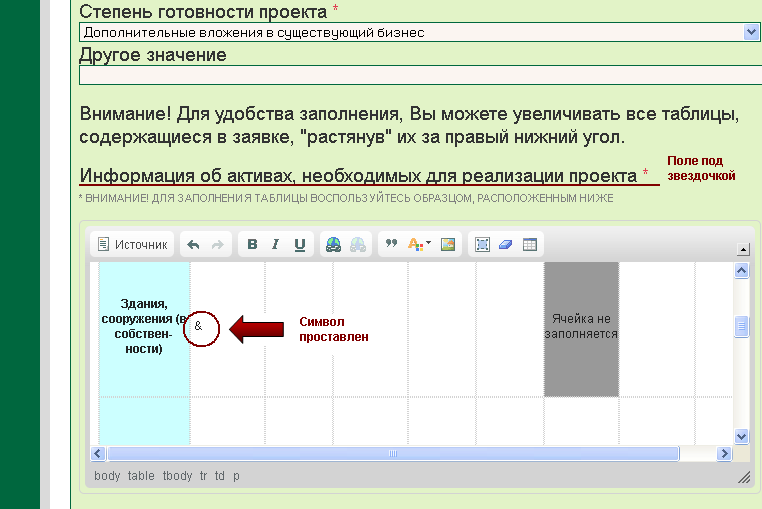 Степень готовности проекта *
Дополнительные вложения в существующий бизнес
Другое значение
Внимание! Для удобства заполнения, Вы можете увеличивать все таблицы,
содержащиеся в заявке, "растянув" их за правый нижний угол.
Информация об активах, необходимых для реализации проекта *
Поле под
звездочкой
* ВНИМАНИЕ! ДЛЯ ЗАПОЛНЕНИЯ ТАБЛИЦЫ ВОСПОЛЬЗУЙТЕСЬ ОБРАЗЦОМ, РАСПОЛОЖЕННЫМ НИЖЕ
Источник
B I U
Здания,
сооружения (в
собствен-
ности)
&
Символ
проставлен
Ячейка не
заполняется
body table tbody tr td p